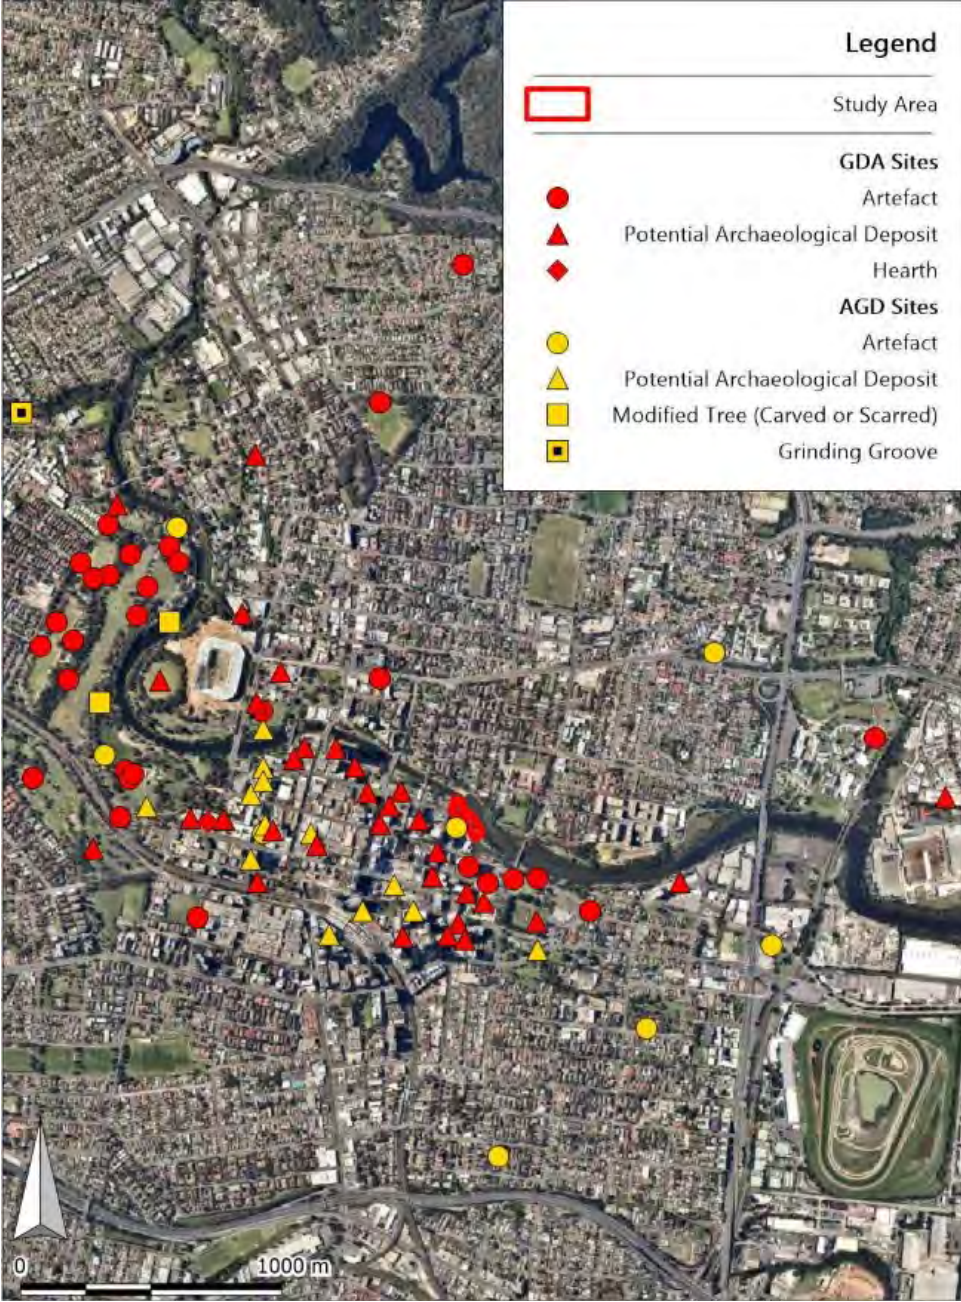 Legend
Study Area
GDA Sites
Artefact
Potential Archaeological Deposit
Hearth
AGD Sites
Artefact
Potential Archaeological Deposit
Modified Tree (Carved or Scarred)
Grinding Groove
0 1000 m